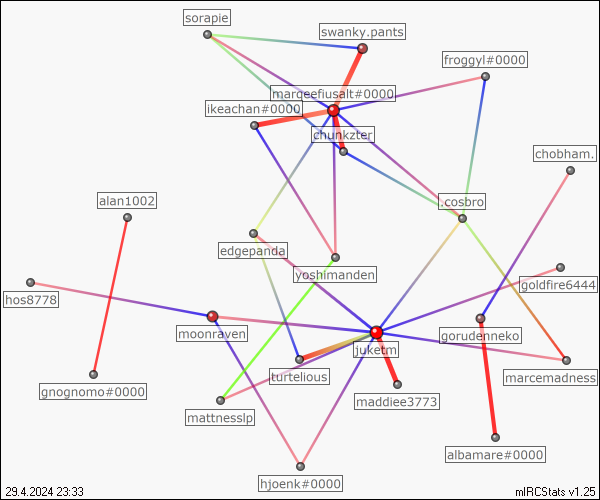 sorapie
swanky.pants
froggyl#0000
marqeefiusalt#0000
ikeachan#0000
chunkzter
chobham.
alan1002
.cosbro
edgepanda
yoshimanden
goldfire6444
hos8778
moonraven
juketm
gorudenneko
turtelious
marcemadness
gnognomo#0000
maddiee3773
mattnesslp
albamare#0000
hjoenk#0000
29.4.2024 23:33
mIRCStats v1.25